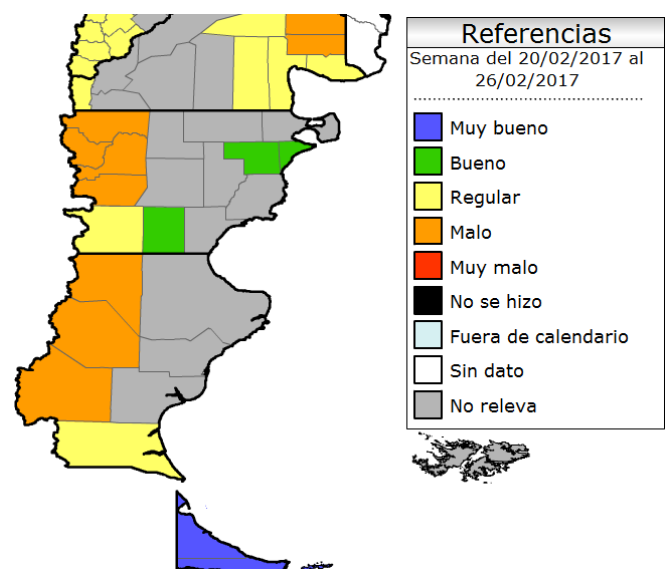 Referencias
Semana del 20/02/2017 al
26/02/2017
Muy bueno
Bueno
Regular
Malo
Muy malo
No se hizo
Fuera de calendario
Sin dato
No releva